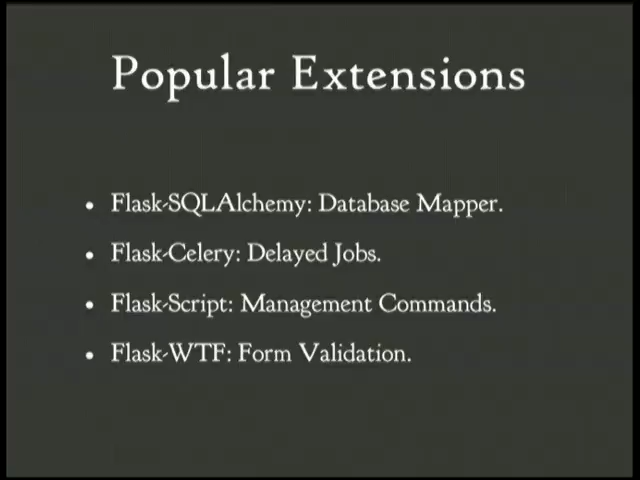 Popular Extensions
• Flask-SQLAlchemy: Database Mapper.
• Flask-Celery: Delayed Jobs.
• Flask-Script: Management Commands.
• Flask-WTF: Form Validation.